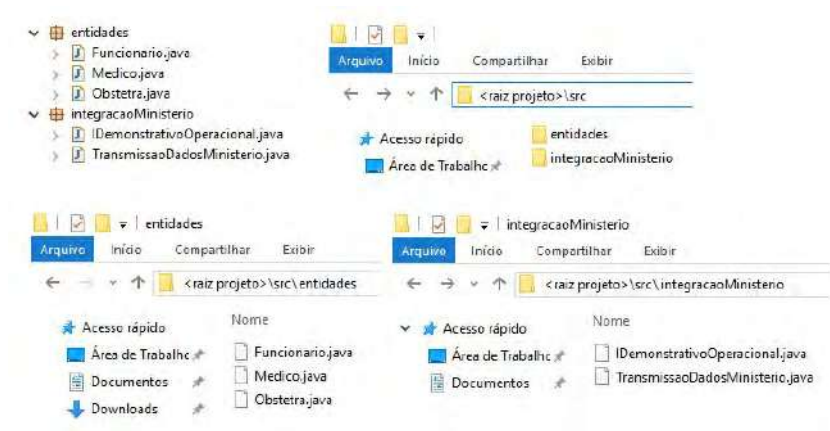 entidades
Funcionario.java
Medico.java
Obstetra.java
integracaoMinisterio
IDemonstrativoOperacional.java
TransmissaoDadosMinisterio.java
Arquivo Início Compartilhar Exibir
<raiz projeto>\src
Acesso rápido
Área de Trabalho
entidades
integracaoMinisterio
entidades
Arquivo Início Compartilhar Exibir
<raiz projeto>\src\entidades
Acesso rápido
Área de Trabalho
Documentos
Downloads
Nome
Funcionario.java
Medico.java
Obstetra.java
integracaoMinisterio
Arquivo Início Compartilhar Exibir
<raiz projeto>\src\integracaoMinisterio
Acesso rápido
Área de Trabalho
Documentos
Nome
IDemonstrativoOperacional.java
TransmissaoDadosMinisterio.java